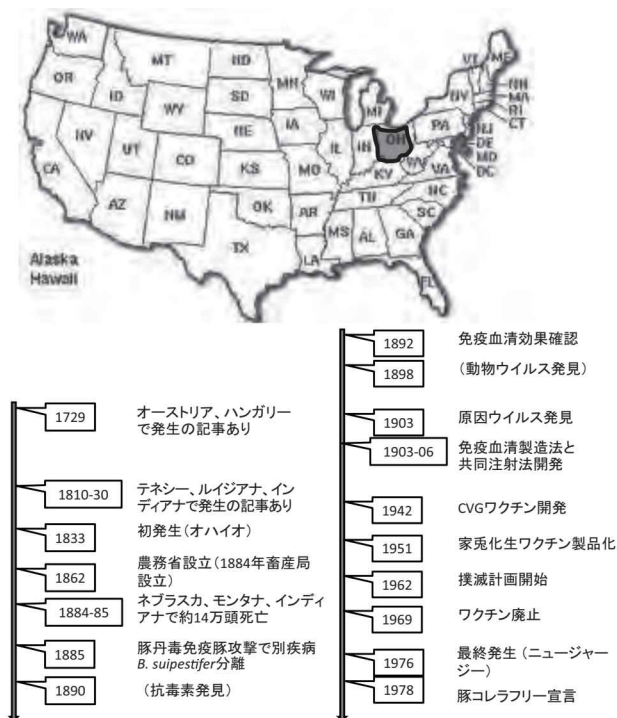 WA
MT
ND
MN
VT
ME
OR
ID
SD
WI
MI
NH
MA
RI
CT
WY
NY
NV
NE
IA
PA
NJ
DE
MD
DC
UT
CO
IL
IN
OH
WV
VA
CA
KS
MO
KY
NC
TN
AZ
NM
OK
AR
SC
MS
AL
GA
TX
LA
FL
Alaska
Hawaii
1729
オーストリア、ハンガリー
で発生の記事あり
1810-30
テネシー、ルイジアナ、イン
ディアナで発生の記事あり
1833
初発生（オハイオ）
1862
農務省設立（1884年畜産局
設立）
1884-85
ネブラスカ、モンタナ、インディ
アナで約14万頭死亡
1885
豚丹毒免疫豚攻撃で別疾病
B. suipestifer分離
1890
（抗毒素発見）
1892
免疫血清効果確認
1898
（動物ウイルス発見）
1903
原因ウイルス発見
1903-06
免疫血清製造法と
共同注射法開発
1942
CVGワクチン開発
1951
家兎化生ワクチン製品化
1962
撲滅計画開始
1969
ワクチン廃止
1976
最終発生（ニュージャー
ジー）
1978
豚コレラフリー宣言